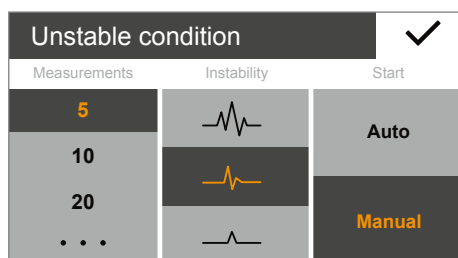 Unstable condition
Measurements Instability Start
5
10
20
. . .
Auto
Manual